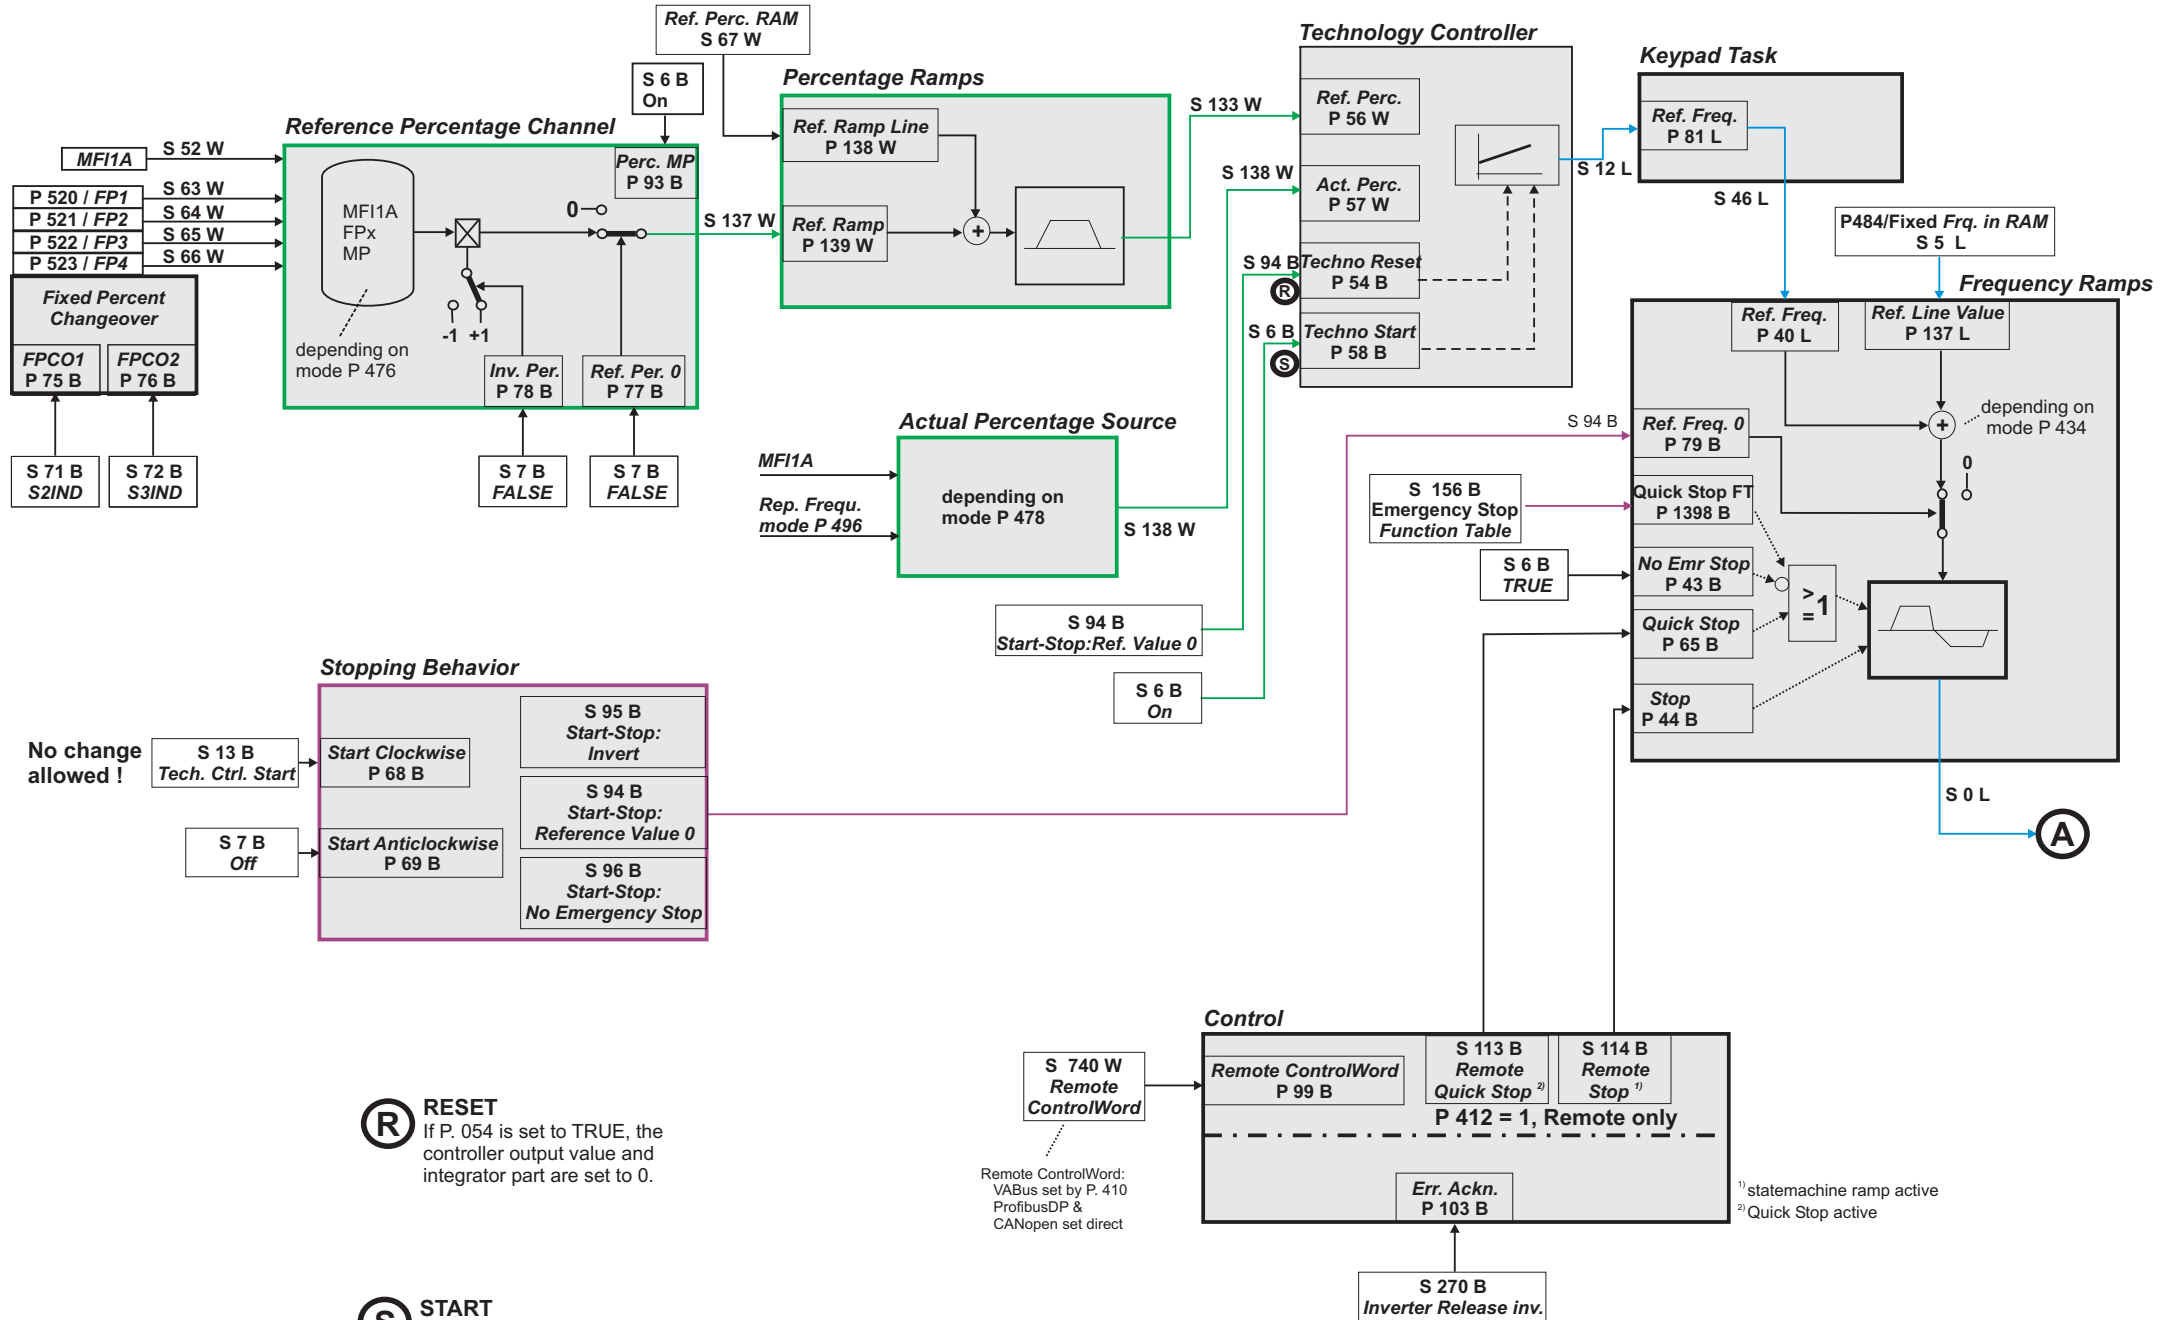 Ref. Perc. RAM
S 67 W
S 6 B
On
Reference Percentage Channel
MFI1A
S 52 W
P 520 / FP1
S 63 W
P 521 / FP2
S 64 W
P 522 / FP3
S 65 W
P 523 / FP4
S 66 W
Fixed Percent
Changeover
FPCO1
P 75 B
FPCO2
P 76 B
S 71 B
S2IND
S 72 B
S3IND
MFI1A
FPx
MP
depending on
mode P 476
-1 +1
0
Perc. MP
P 93 B
Inv. Per.
P 78 B
Ref. Per. 0
P 77 B
S 7 B
FALSE
S 7 B
FALSE
S 137 W
Percentage Ramps
Ref. Ramp Line
P 138 W
Ref. Ramp
P 139 W
+
S 133 W
S 138 W
S 94 B
R
S 6 B
S
Technology Controller
Ref. Perc.
P 56 W
Act. Perc.
P 57 W
Techno Reset
P 54 B
Techno Start
P 58 B
S 12 L
Keypad Task
Ref. Freq.
P 81 L
S 46 L
P484/Fixed Frq. in RAM
S 5 L
Frequency Ramps
Ref. Freq.
P 40 L
Ref. Line Value
P 137 L
+
depending on
mode P 434
0
S 94 B
Ref. Freq. 0
P 79 B
S 156 B
Emergency Stop
Function Table
Quick Stop FT
P 1398 B
S 6 B
TRUE
No Emr Stop
P 43 B
Quick Stop
P 65 B
>
=
1
Stop
P 44 B
S 0 L
A
Actual Percentage Source
MFI1A
Rep. Frequ.
mode P 496
depending on
mode P 478
S 138 W
S 94 B
Start-Stop:Ref. Value 0
S 6 B
On
Stopping Behavior
No change
allowed !
S 13 B
Tech. Ctrl. Start
Start Clockwise
P 68 B
S 7 B
Off
Start Anticlockwise
P 69 B
S 95 B
Start-Stop:
Invert
S 94 B
Start-Stop:
Reference Value 0
S 96 B
Start-Stop:
No Emergency Stop
Control
S 740 W
Remote
ControlWord
Remote ControlWord
P 99 B
S 113 B
Remote
Quick Stop 2)
S 114 B
Remote
Stop 1)
P 412 = 1, Remote only
Remote ControlWord:
VABus set by P. 410
ProfibusDP &
CANopen set direct
Err. Ackn.
P 103 B
1) statemachine ramp active
2) Quick Stop active
S 270 B
Inverter Release inv.
R
RESET
If P. 054 is set to TRUE, the
controller output value and
integrator part are set to 0.
S
START